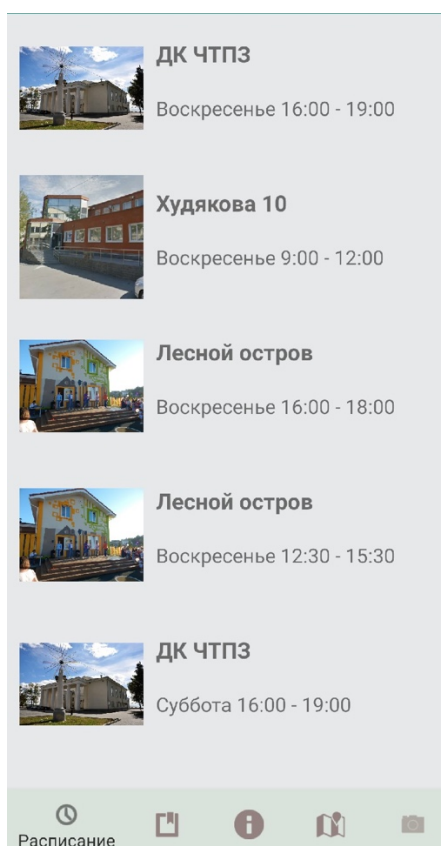 ДК ЧТПЗ
Воскресенье 16:00 - 19:00
Худякова 10
Воскресенье 9:00 - 12:00
Лесной остров
Воскресенье 16:00 - 18:00
Лесной остров
Воскресенье 12:30 - 15:30
ДК ЧТПЗ
Суббота 16:00 - 19:00
Расписание